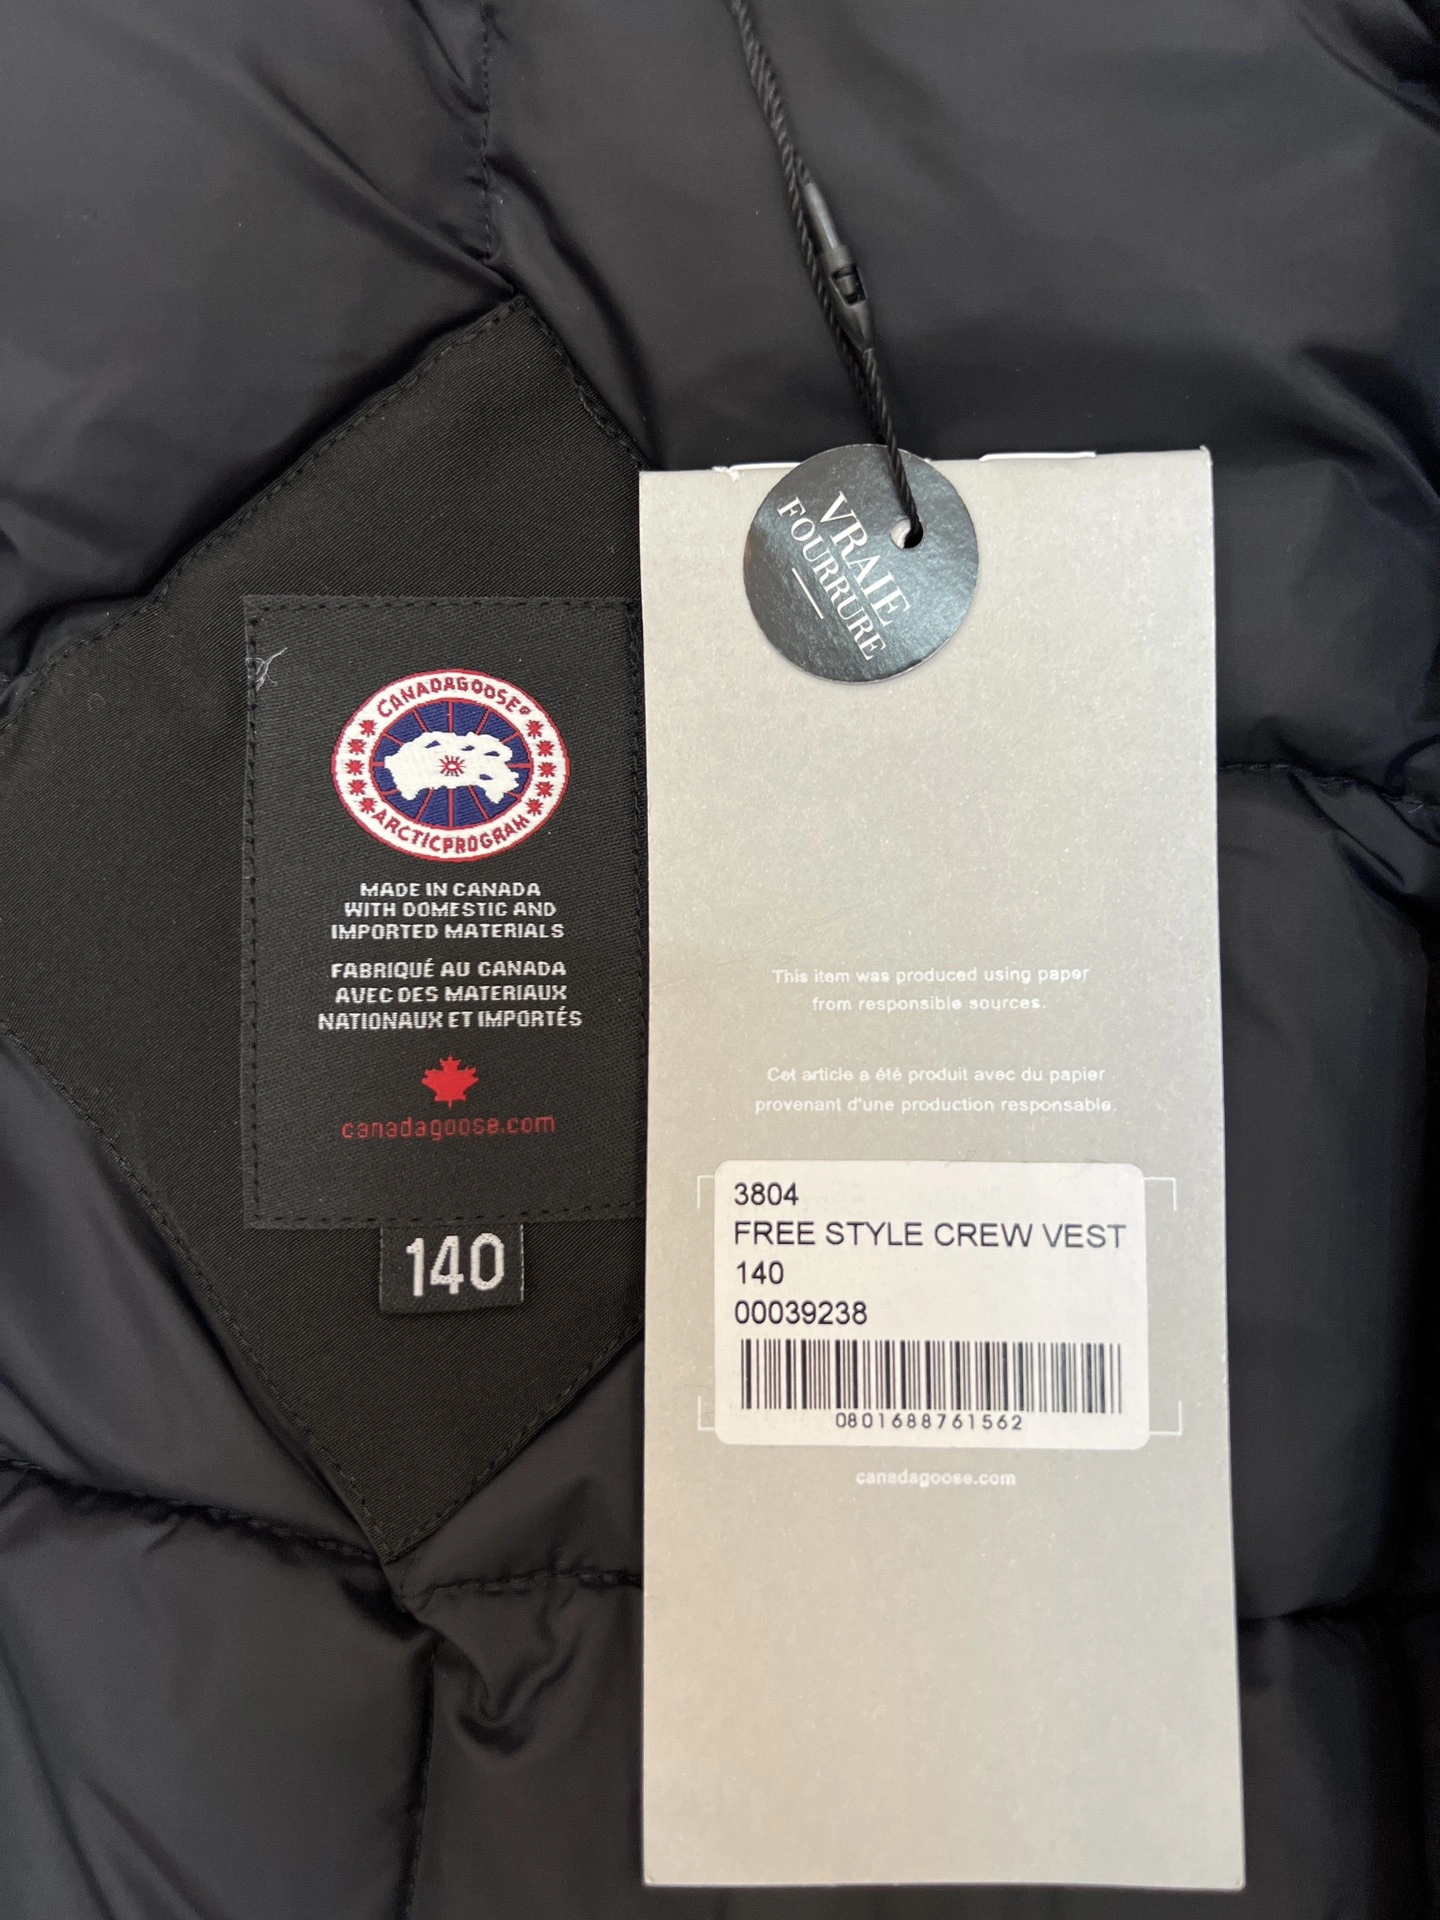 CANADA GOOSE®
ARCTIC PROGRAM
MADE IN CANADA
WITH DOMESTIC AND
IMPORTED MATERIALS
FABRIQUÉ AU CANADA
AVEC DES MATERIAUX
NATIONAUX ET IMPORTÉS
canadagoose.com
140
VRAIE
FOURRURE
This item was produced using paper
from responsible sources.
Cet article a été produit avec du papier
provenant d'une production responsable.
3804
FREE STYLE CREW VEST
140
00039238
0801688761562
canadagoose.com